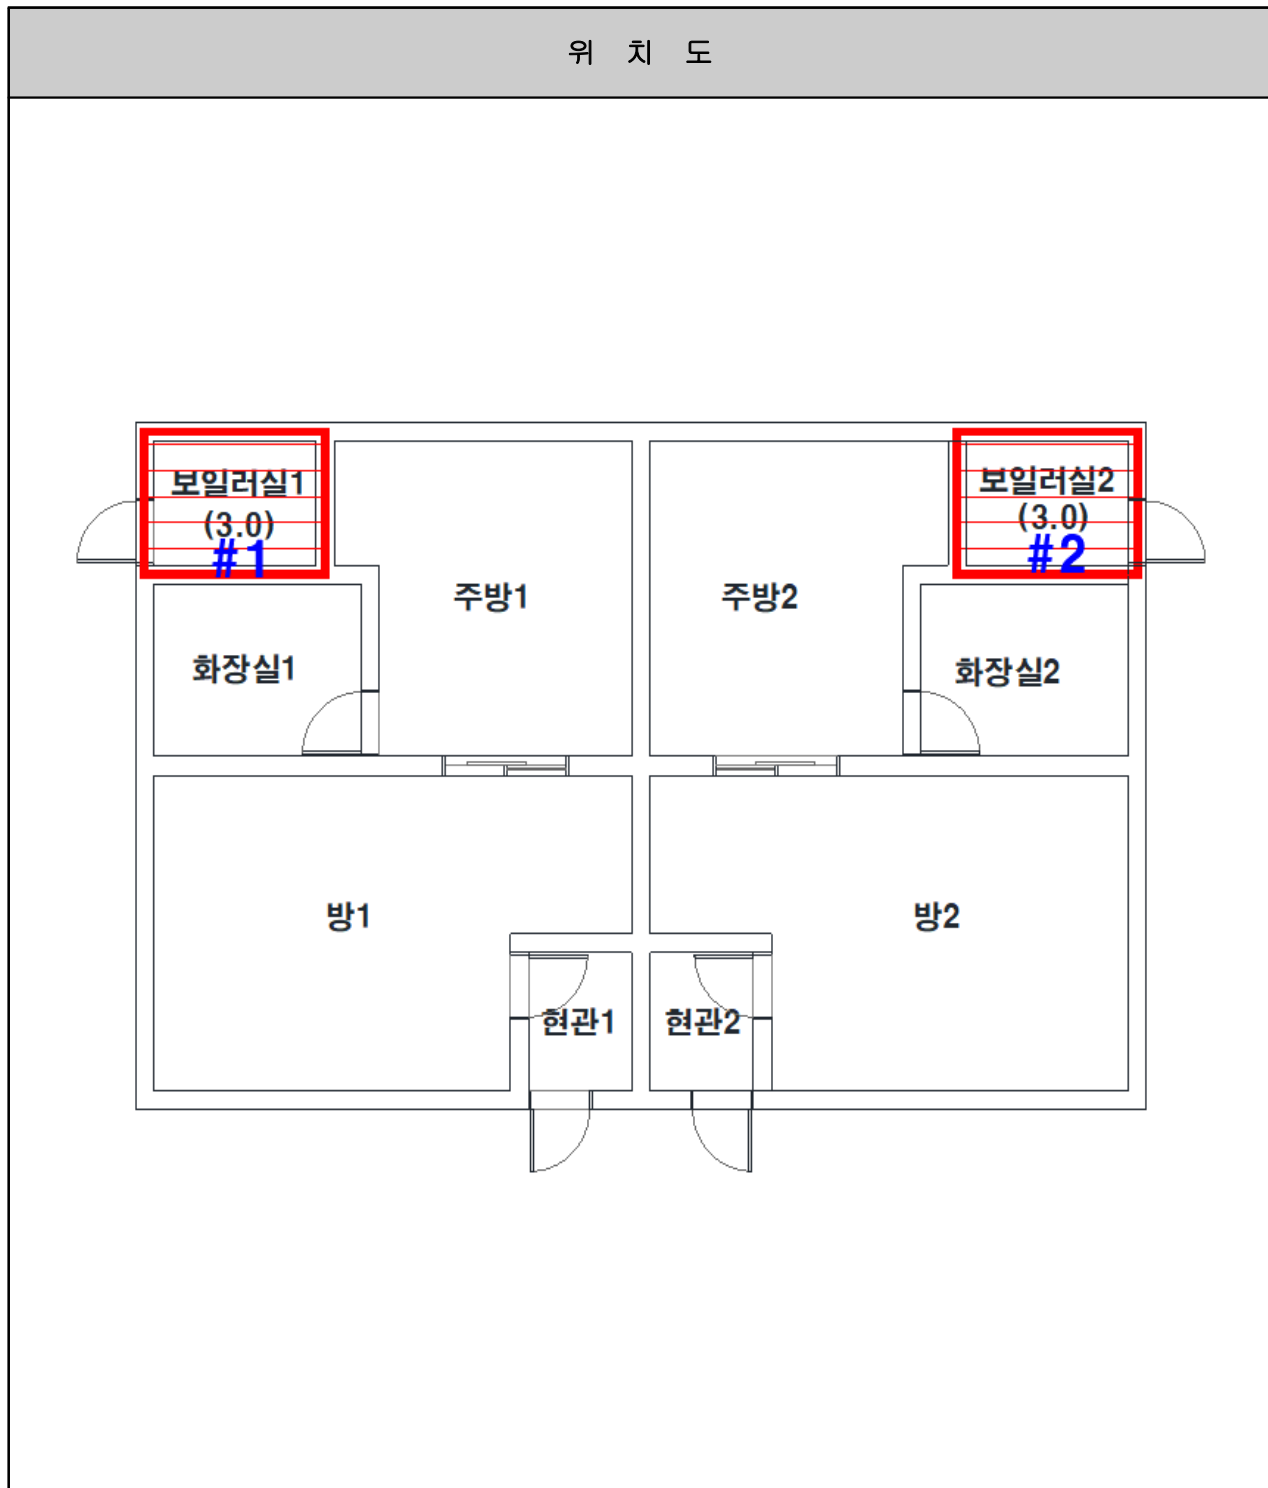 위 치 도
보일러실1
(3.0)
#1
보일러실2
(3.0)
#2
주방1
주방2
화장실1
화장실2
방1
방2
현관1
현관2